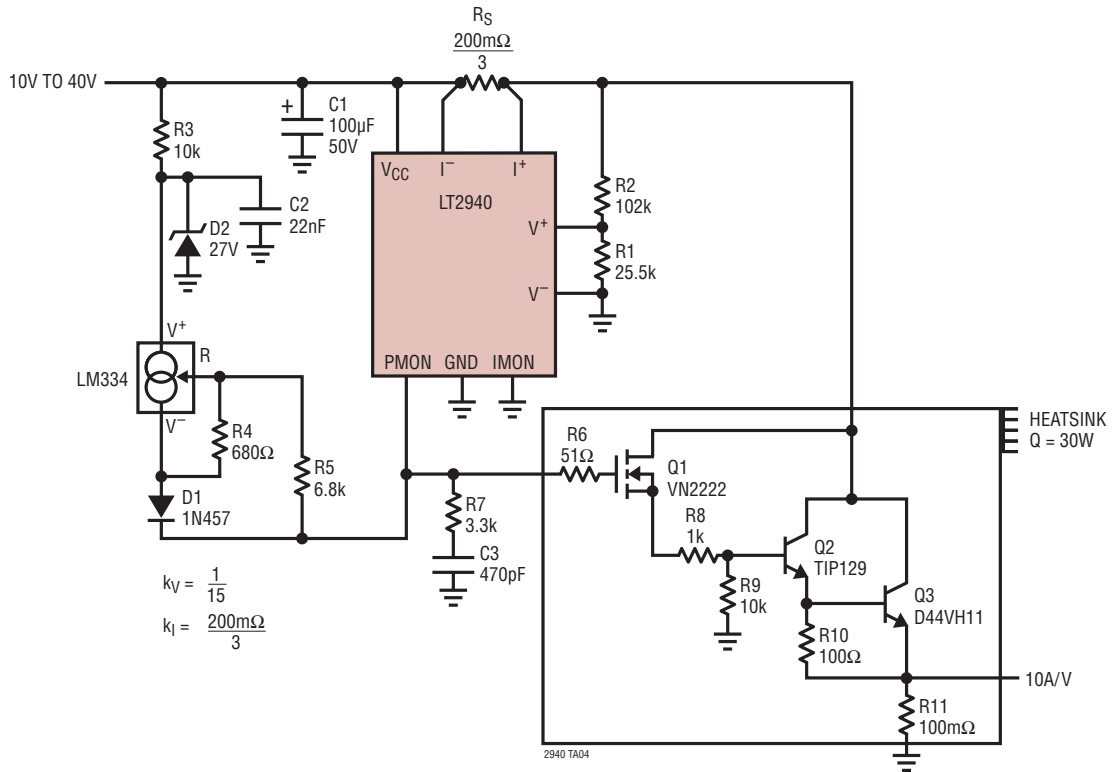 RS
200mΩ
3
10V TO 40V
R3
10k
+
C1
100µF
50V
VCC
I−
I+
LT2940
R2
102k
V+
R1
25.5k
V−
D2
27V
C2
22nF
PMON
GND
IMON
V+
R
LM334
V−
R4
680Ω
R5
6.8k
D1
1N457
R6
51Ω
Q1
VN2222
HEATSINK
Q = 30W
R7
3.3k
C3
470pF
R8
1k
R9
10k
Q2
TIP129
Q3
D44VH11
R10
100Ω
10A/V
R11
100mΩ
kV = 1
15
kI = 200mΩ
3
2940 TA04